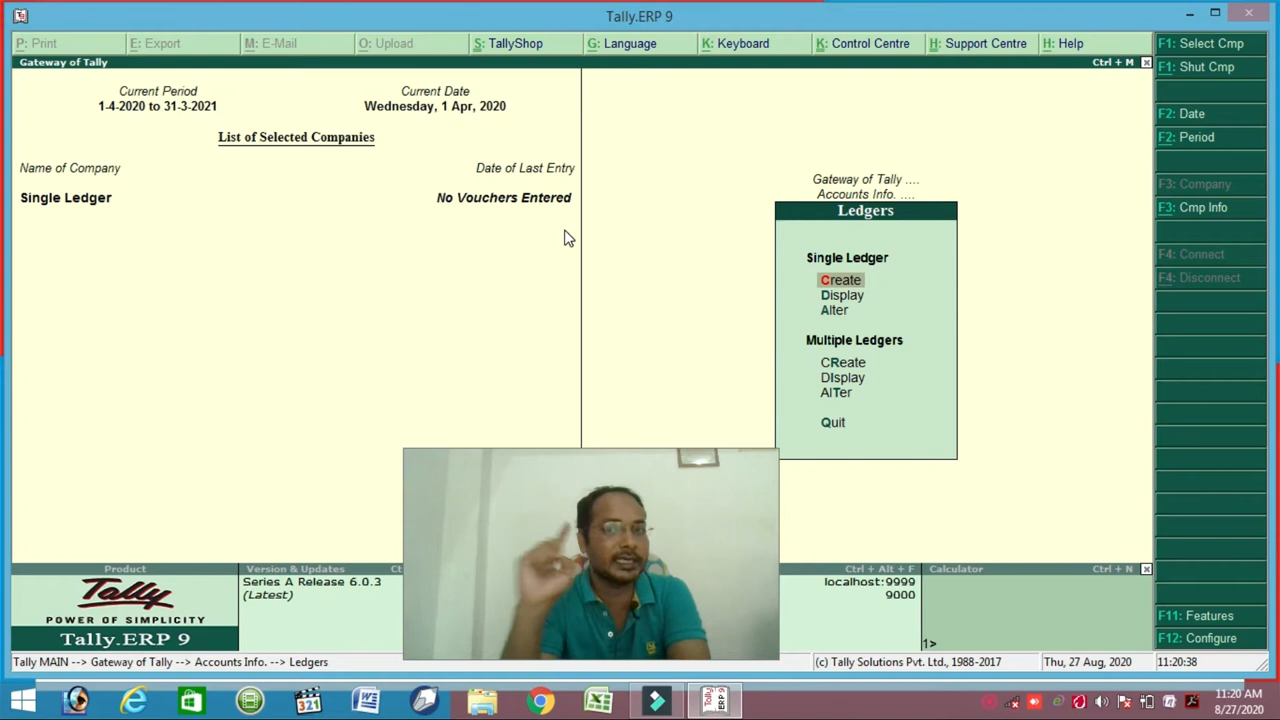 Tally.ERP 9
P: Print
E: Export
M: E-Mail
O: Upload
S: TallyShop
G: Language
K: Keyboard
K: Control Centre
H: Support Centre
H: Help
F1: Select Cmp
F1: Shut Cmp
F2: Date
F2: Period
F3: Company
F3: Cmp Info
F4: Connect
F4: Disconnect
F11: Features
F12: Configure
Gateway of Tally
Ctrl + M
Current Period
1-4-2020 to 31-3-2021
Current Date
Wednesday, 1 Apr, 2020
List of Selected Companies
Name of Company
Date of Last Entry
Single Ledger
No Vouchers Entered
Gateway of Tally ....
Accounts Info. ....
Ledgers
Single Ledger
Create
Display
Alter
Multiple Ledgers
CReate
DIsplay
AlTer
Quit
Product
Tally
POWER OF SIMPLICITY
Tally.ERP 9
Version & Updates
Series A Release 6.0.3
(Latest)
Ctrl + Alt + F
localhost:9999
9000
Calculator
Ctrl + N
1>
Tally MAIN --> Gateway of Tally --> Accounts Info. --> Ledgers
(c) Tally Solutions Pvt. Ltd., 1988-2017
Thu, 27 Aug, 2020
11:20:38
321
11:20 AM
8/27/2020